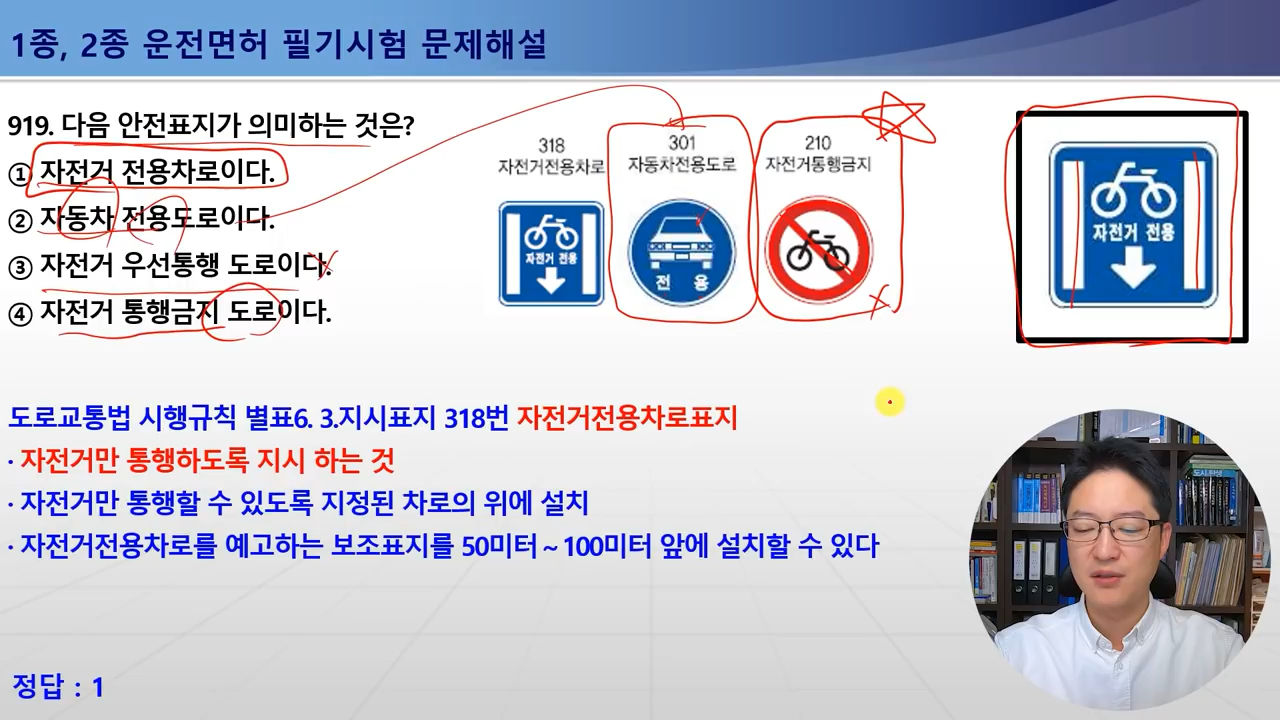 1종, 2종 운전면허 필기시험 문제해설
919. 다음 안전표지가 의미하는 것은?
① 자전거 전용차로이다.
② 자동차 전용도로이다.
③ 자전거 우선통행 도로이다.
④ 자전거 통행금지 도로이다.
318
자전거전용차로
자전거 전용
301
자동차전용도로
전 용
210
자전거통행금지
자전거 전용
도로교통법 시행규칙 별표6. 3.지시표지 318번 자전거전용차로표지
· 자전거만 통행하도록 지시 하는 것
· 자전거만 통행할 수 있도록 지정된 차로의 위에 설치
· 자전거전용차로를 예고하는 보조표지를 50미터 ~ 100미터 앞에 설치할 수 있다
정답 : 1